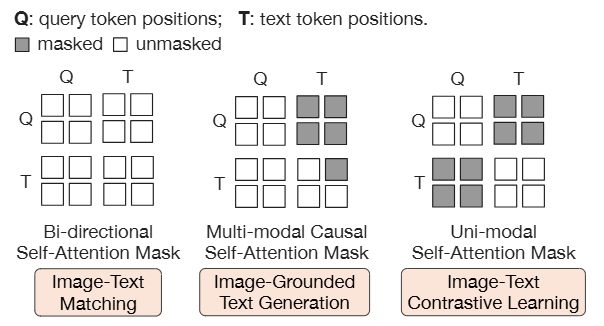 Q: query token positions; T: text token positions.
masked unmasked
Q T
Q
T
Bi-directional
Self-Attention Mask
Image-Text
Matching
Q T
Q
T
Multi-modal Causal
Self-Attention Mask
Image-Grounded
Text Generation
Q T
Q
T
Uni-modal
Self-Attention Mask
Image-Text
Contrastive Learning